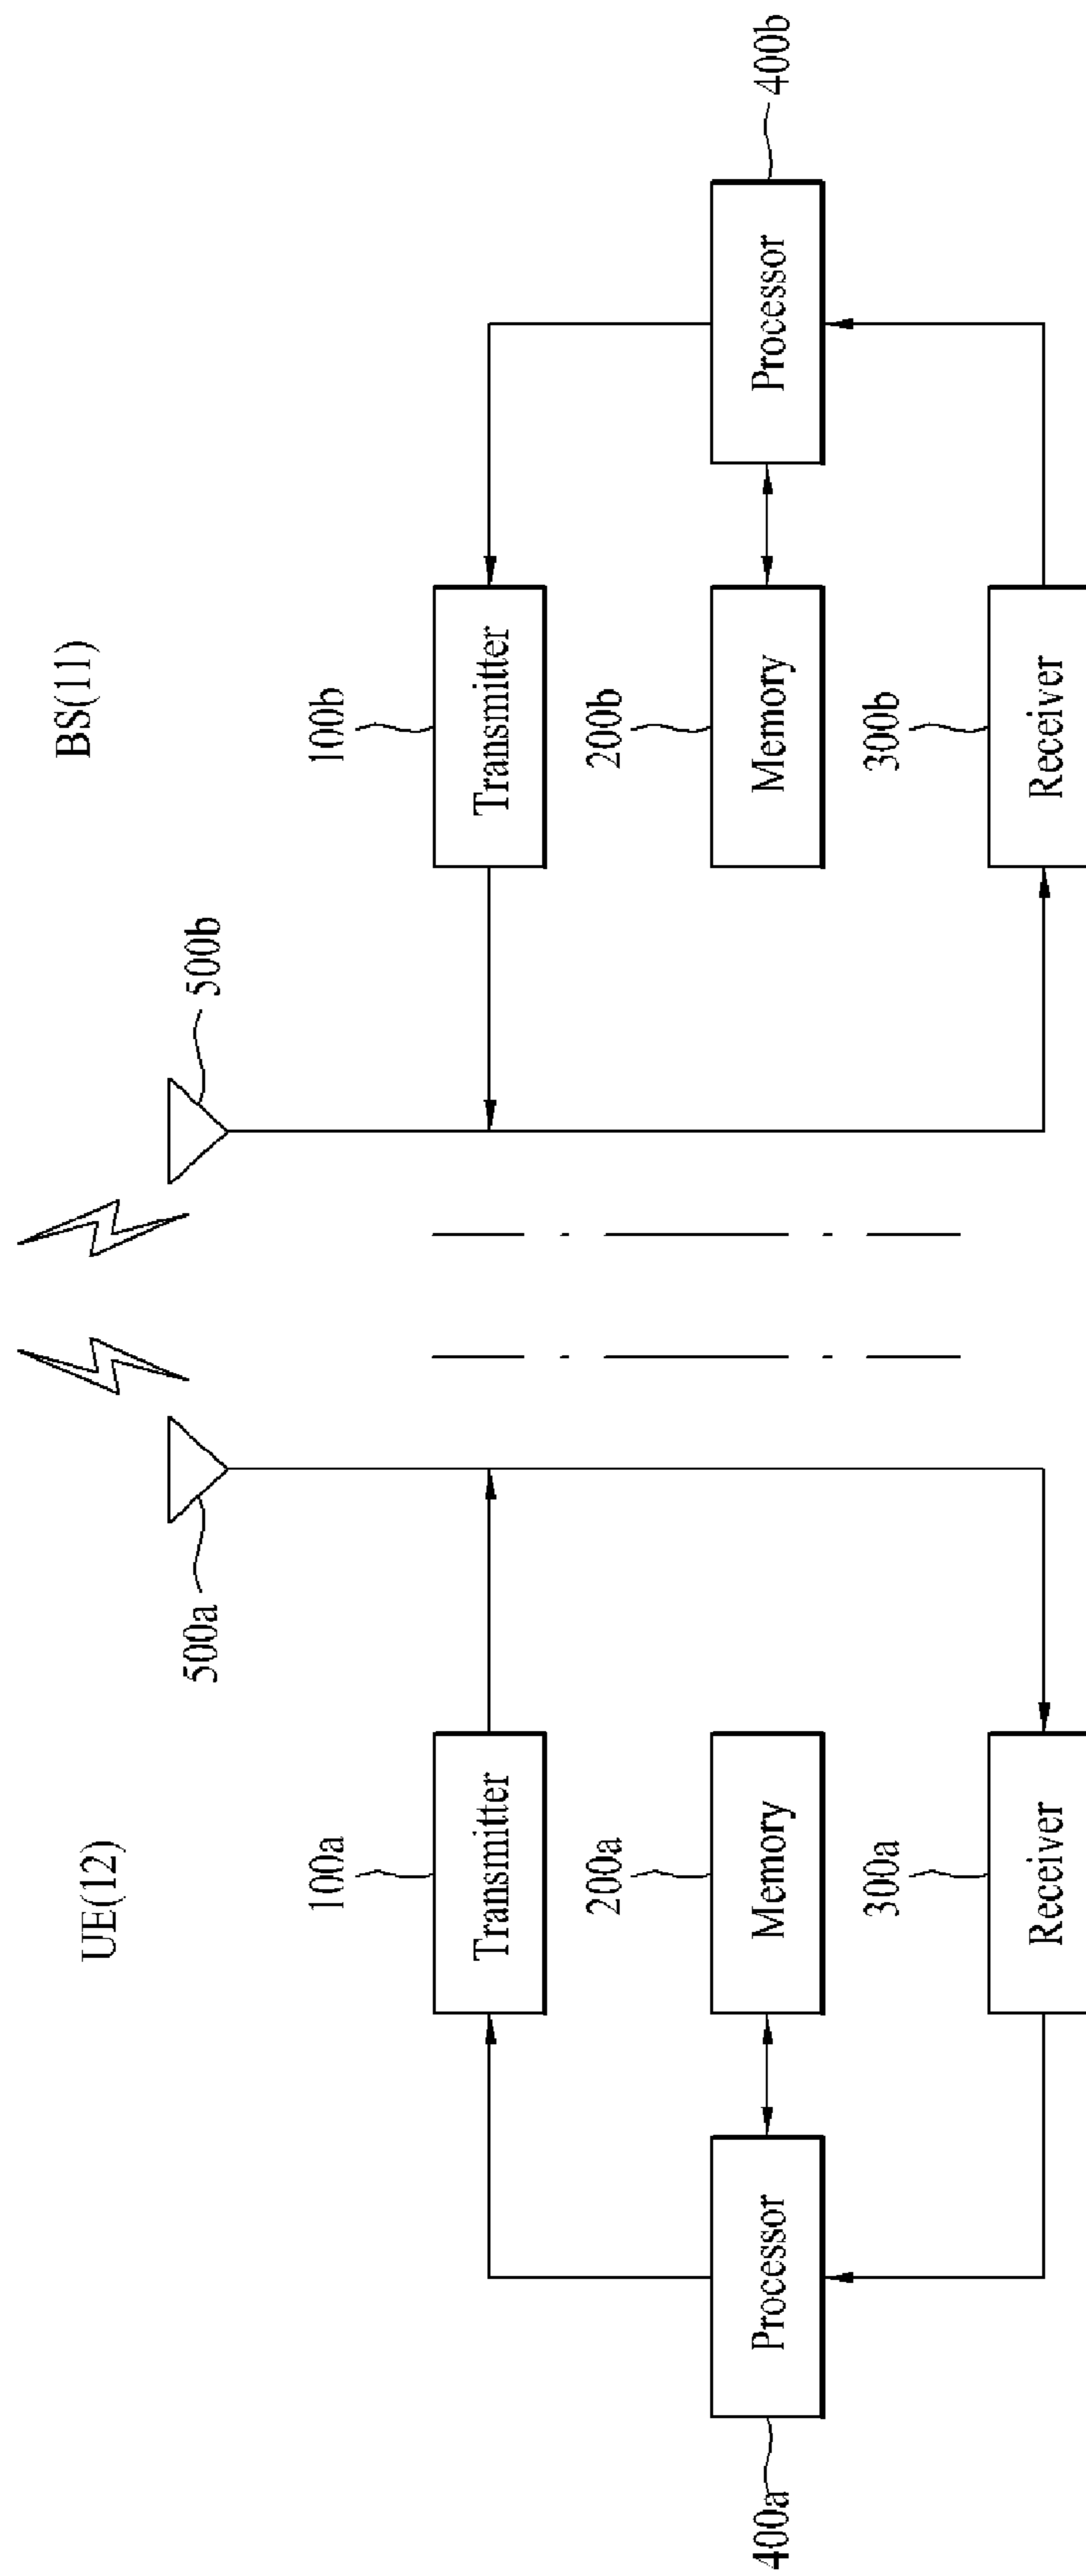 UE(12)
BS(11)
500a
500b
100a
100b
Transmitter
Transmitter
400a
200a
200b
400b
Processor
Memory
Memory
Processor
300a
300b
Receiver
Receiver